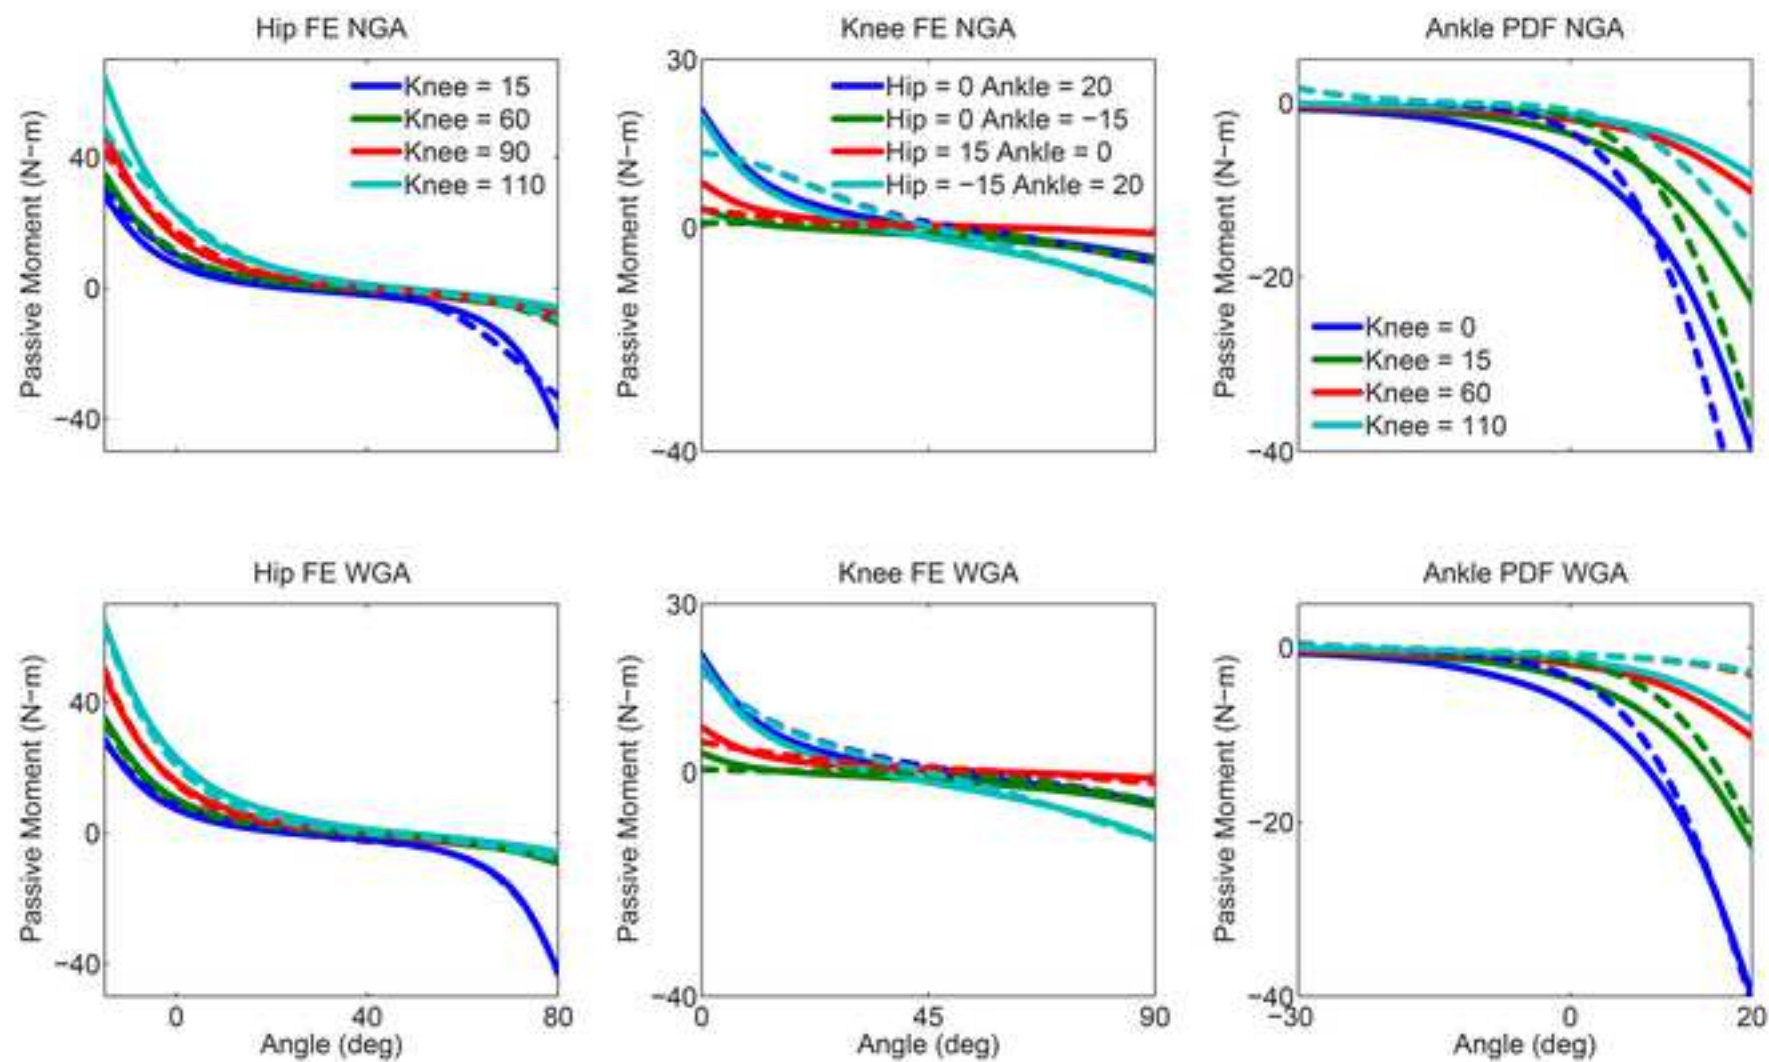 Hip FE NGA
Knee FE NGA
Ankle PDF NGA
Passive Moment (N−m)
40
0
−40
Knee = 15
Knee = 60
Knee = 90
Knee = 110
Passive Moment (N−m)
30
0
−40
Hip = 0 Ankle = 20
Hip = 0 Ankle = −15
Hip = 15 Ankle = 0
Hip = −15 Ankle = 20
Passive Moment (N−m)
0
−20
−40
Knee = 0
Knee = 15
Knee = 60
Knee = 110
Hip FE WGA
Knee FE WGA
Ankle PDF WGA
Passive Moment (N−m)
40
0
−40
0 40 80
Angle (deg)
Passive Moment (N−m)
30
0
−40
0 45 90
Angle (deg)
Passive Moment (N−m)
0
−20
−40
−30 0 20
Angle (deg)